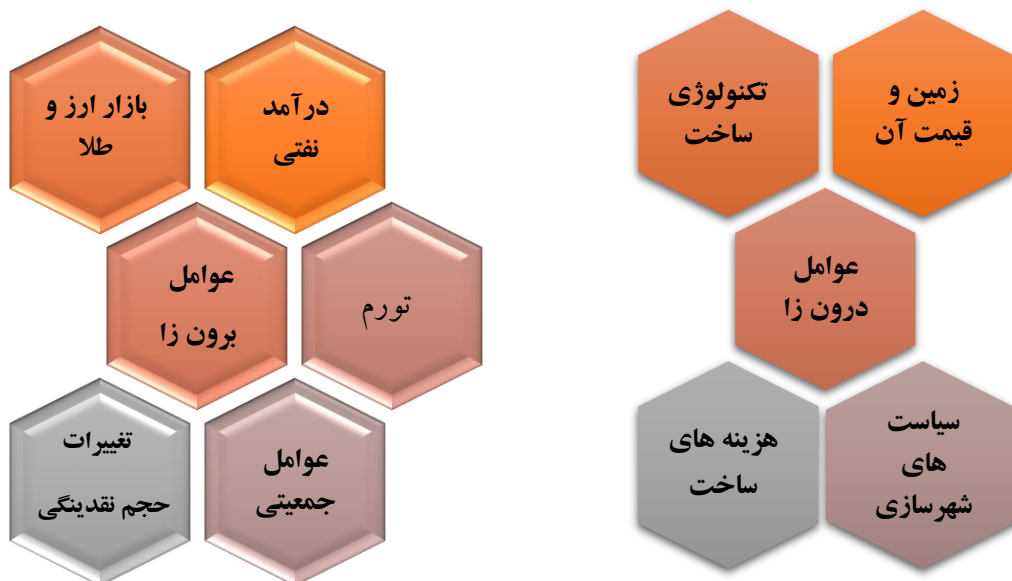 زمین و
قیمت آن
تکنولوژی
ساخت
عوامل
درون زا
سیاست
های
شهرسازی
هزینه های
ساخت
درآمد
نفتی
بازار ارز و
طلا
تورم
عوامل
برون زا
عوامل
جمعیتی
تغییرات
حجم نقدینگی